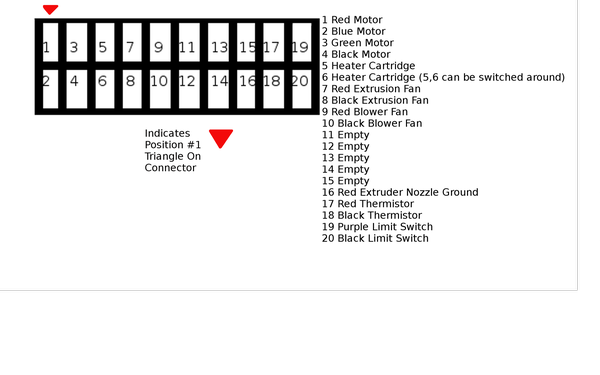 1 3 5 7 9 11 13 15 17 19
2 4 6 8 10 12 14 16 18 20
Indicates
Position #1
Triangle On
Connector
1 Red Motor
2 Blue Motor
3 Green Motor
4 Black Motor
5 Heater Cartridge
6 Heater Cartridge (5,6 can be switched around)
7 Red Extrusion Fan
8 Black Extrusion Fan
9 Red Blower Fan
10 Black Blower Fan
11 Empty
12 Empty
13 Empty
14 Empty
15 Empty
16 Red Extruder Nozzle Ground
17 Red Thermistor
18 Black Thermistor
19 Purple Limit Switch
20 Black Limit Switch